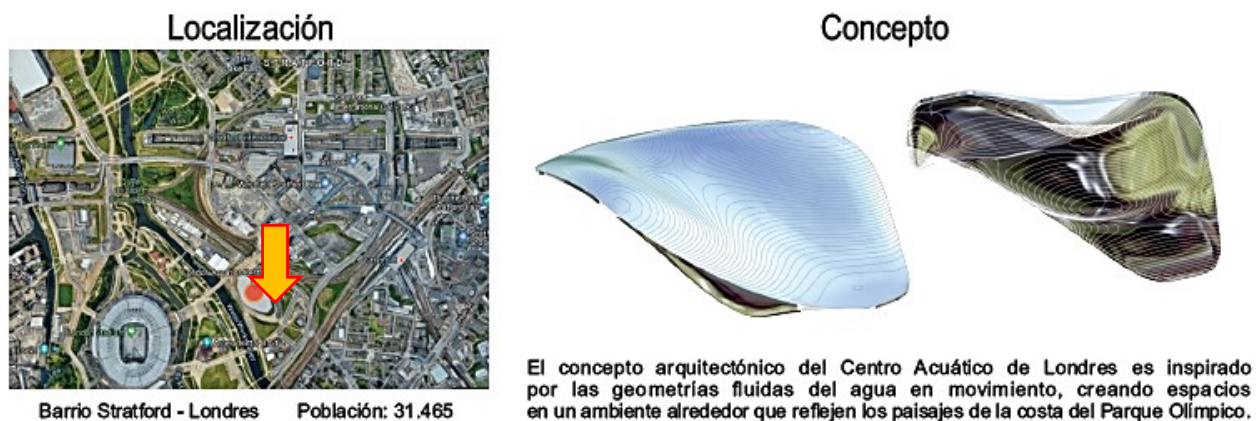 Localización
Concepto
STRATFORD
Barrio Stratford - Londres Población: 31.465
El concepto arquitectónico del Centro Acuático de Londres es inspirado
por las geometrías fluidas del agua en movimiento, creando espacios
en un ambiente alrededor que reflejen los paisajes de la costa del Parque Olímpico.